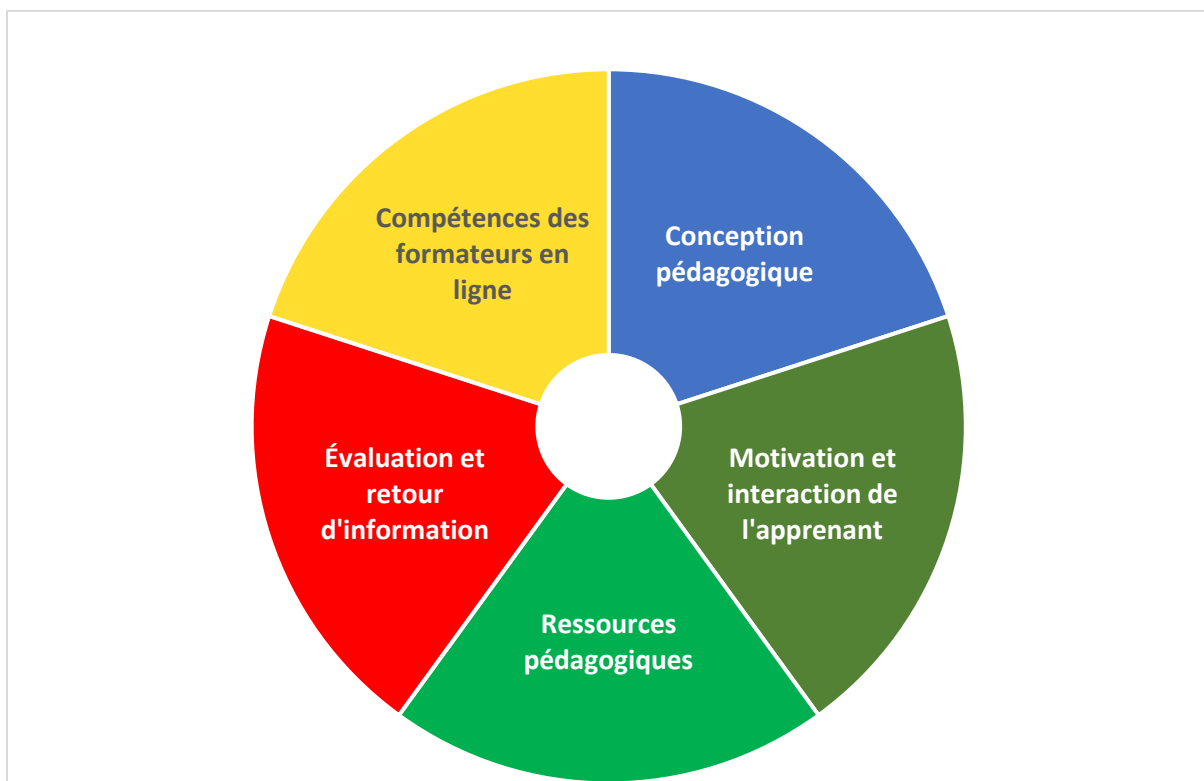 Compétences des
formateurs en
ligne
Conception
pédagogique
Évaluation et
retour
d'information
Motivation et
interaction de
l'apprenant
Ressources
pédagogiques